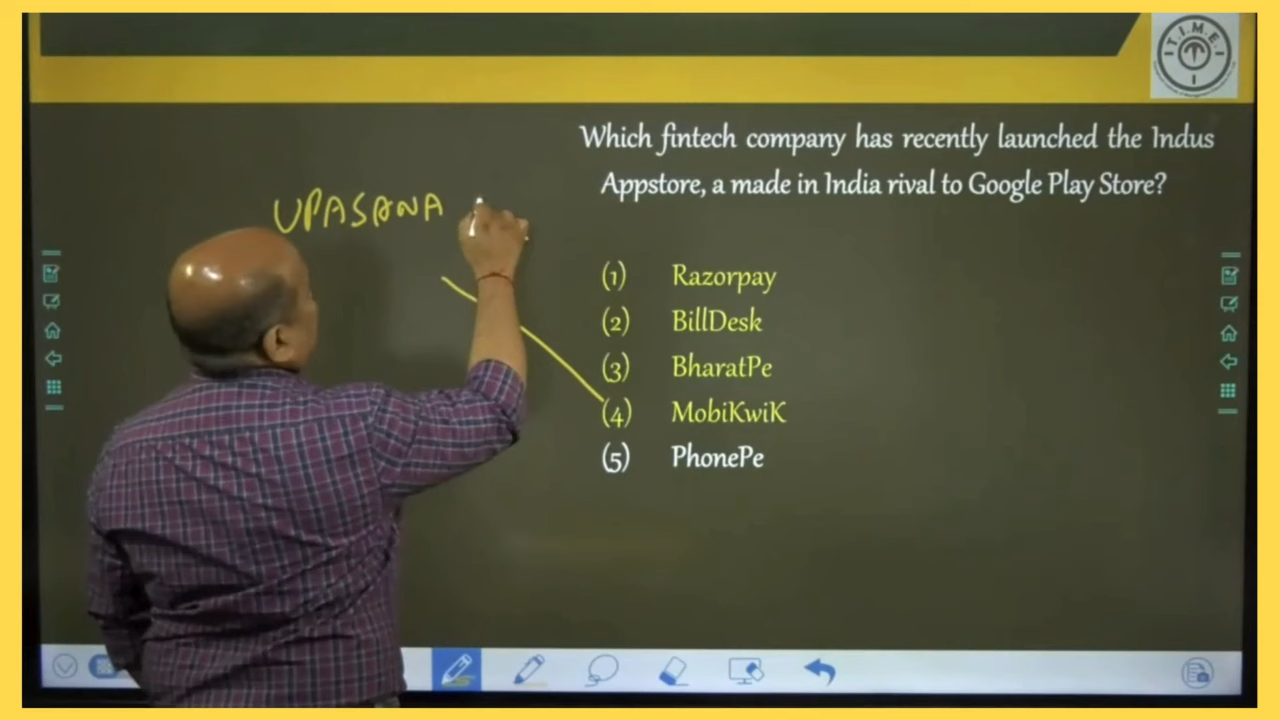 T.I.M.E.
Which fintech company has recently launched the Indus
Appstore, a made in India rival to Google Play Store?
UPASANA
(1) Razorpay
(2) BillDesk
(3) BharatPe
(4) MobiKwiK
(5) PhonePe